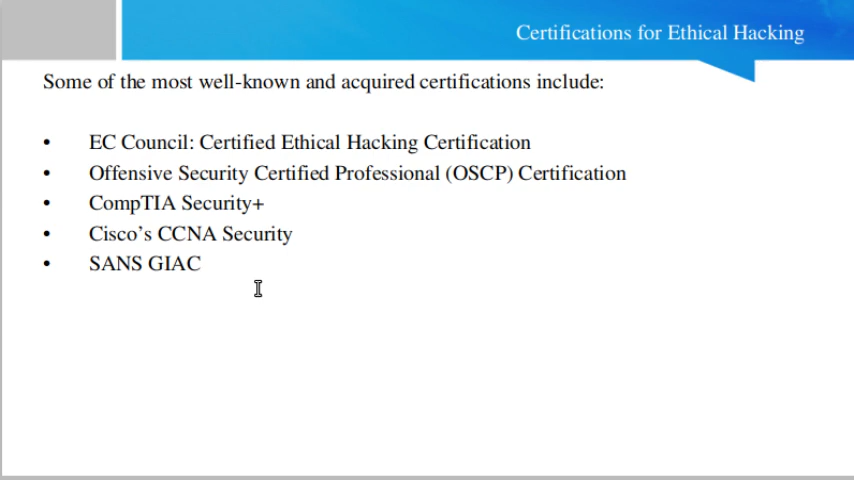 Certifications for Ethical Hacking
Some of the most well-known and acquired certifications include:
• EC Council: Certified Ethical Hacking Certification
• Offensive Security Certified Professional (OSCP) Certification
• CompTIA Security+
• Cisco’s CCNA Security
• SANS GIAC